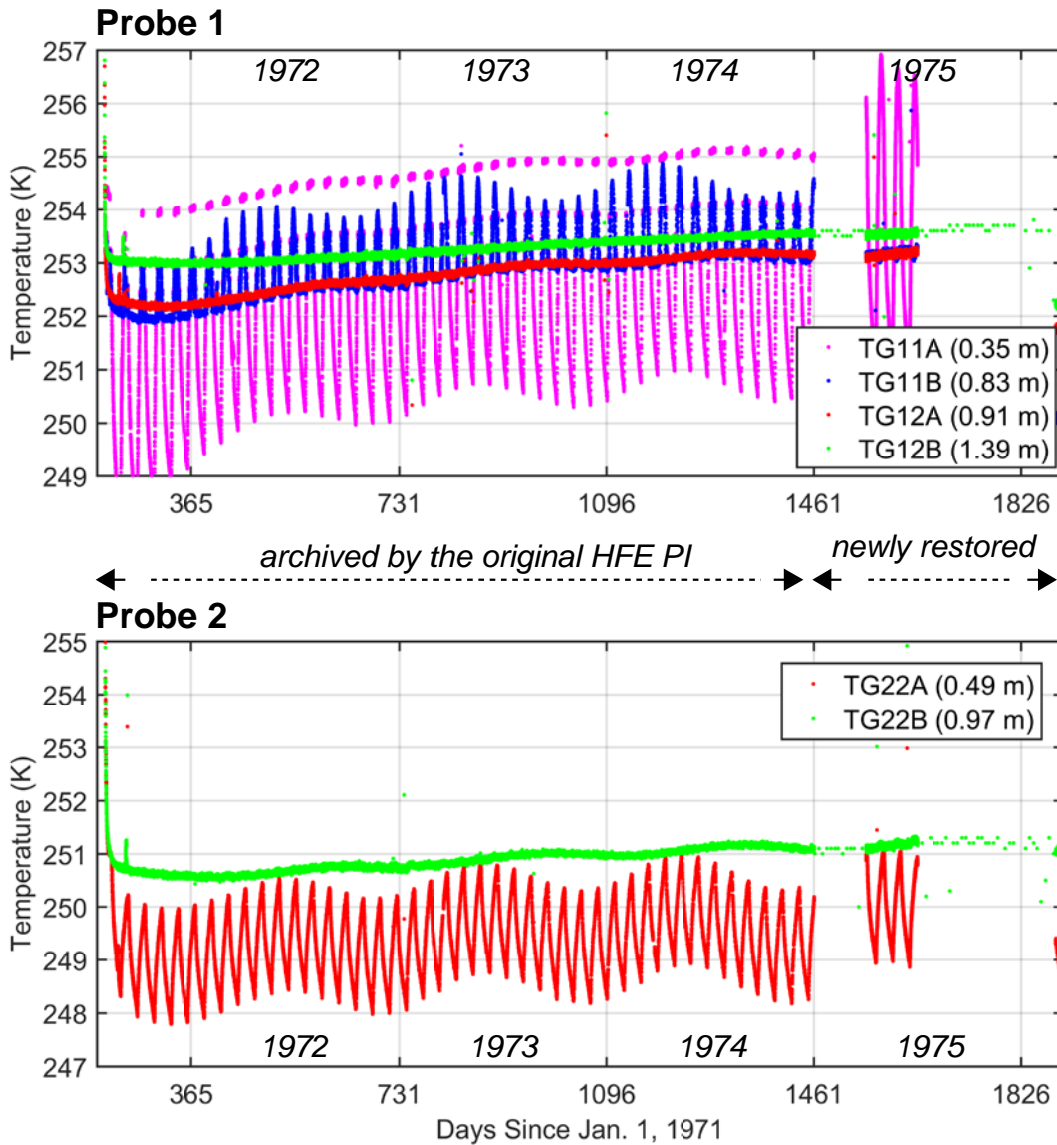 Probe 1
257
256
255
254
253
252
251
250
249
Temperature (K)
1972
1973
1974
1975
TG11A (0.35 m)
TG11B (0.83 m)
TG12A (0.91 m)
TG12B (1.39 m)
365
731
1096
1461
1826
archived by the original HFE PI
newly restored
Probe 2
255
254
253
252
251
250
249
248
247
Temperature (K)
TG22A (0.49 m)
TG22B (0.97 m)
1972
1973
1974
1975
365
731
1096
1461
1826
Days Since Jan. 1, 1971